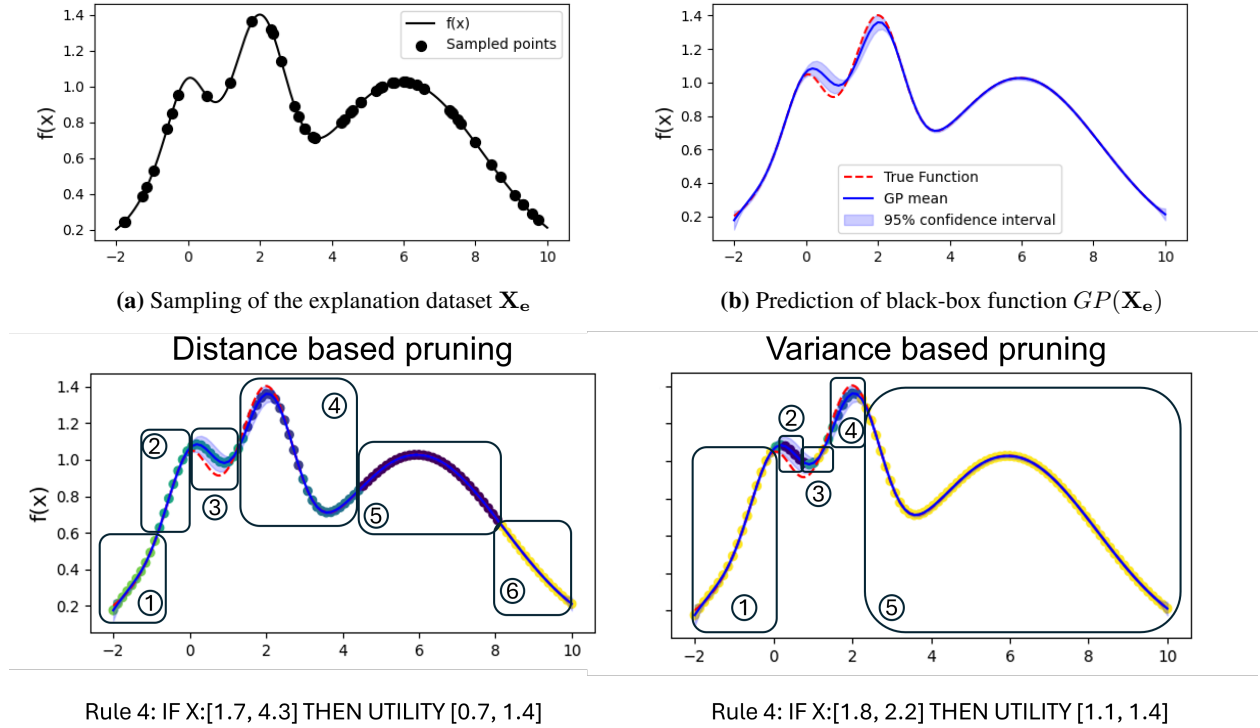 1.4
1.2
1.0
0.8
0.6
0.4
0.2
f(x)
−2 0 2 4 6 8 10
f(x)
Sampled points
(a) Sampling of the explanation dataset Xe
1.4
1.2
1.0
0.8
0.6
0.4
0.2
f(x)
−2 0 2 4 6 8 10
True Function
GP mean
95% confidence interval
(b) Prediction of black-box function GP(Xe)
Distance based pruning
1.4
1.2
1.0
0.8
0.6
0.4
0.2
f(x)
−2 0 2 4 6 8 10
1
2
3
4
5
6
Rule 4: IF X:[1.7, 4.3] THEN UTILITY [0.7, 1.4]
Variance based pruning
−2 0 2 4 6 8 10
1
2
3
4
5
Rule 4: IF X:[1.8, 2.2] THEN UTILITY [1.1, 1.4]